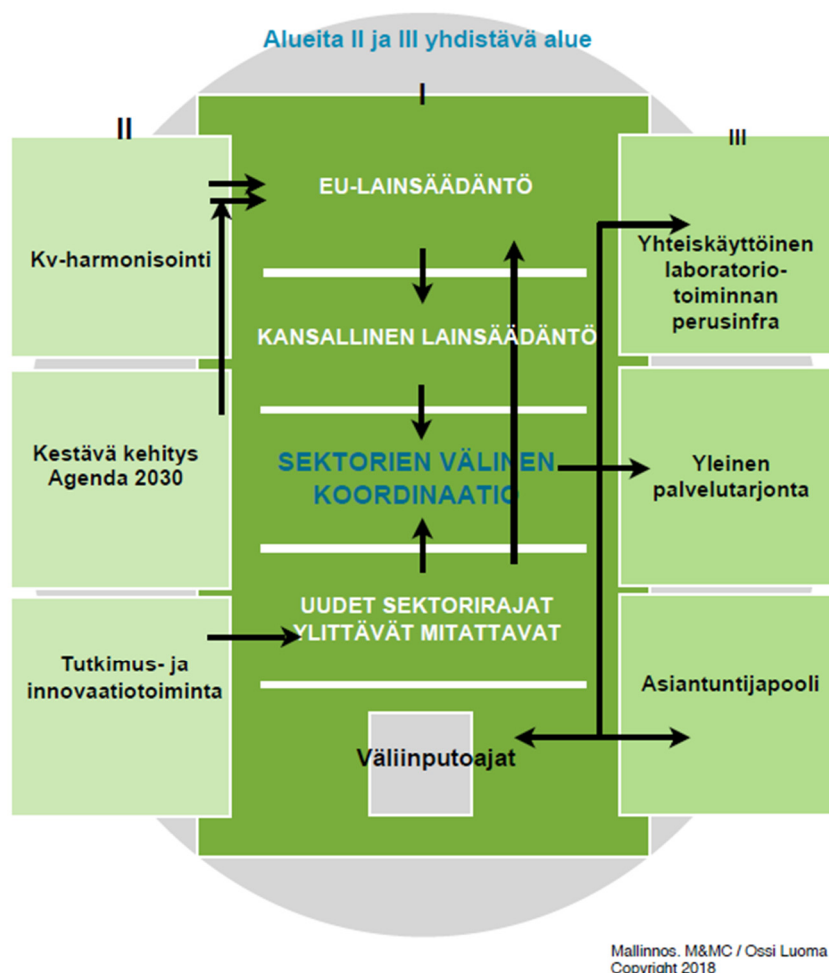 Alueita II ja III yhdistävä alue
I
II
III
EU-LAINSÄÄDÄNTÖ
Kv-harmonisointi
Yhteiskäyttöinen
laboratorio-
toiminnan
perusinfra
KANSALLINEN LAINSÄÄDÄNTÖ
Kestävä kehitys
Agenda 2030
SEKTORIEN VÄLINEN
KOORDINAATIO
Yleinen
palvelutarjonta
UUDET SEKTORIRAJAT
YLITTÄVÄT MITATTAVAT
Tutkimus- ja
innovaatiotoiminta
Asiantuntijapooli
Väliinputoajat
Mallinnos. M&MC / Ossi Luoma
Copyright 2018